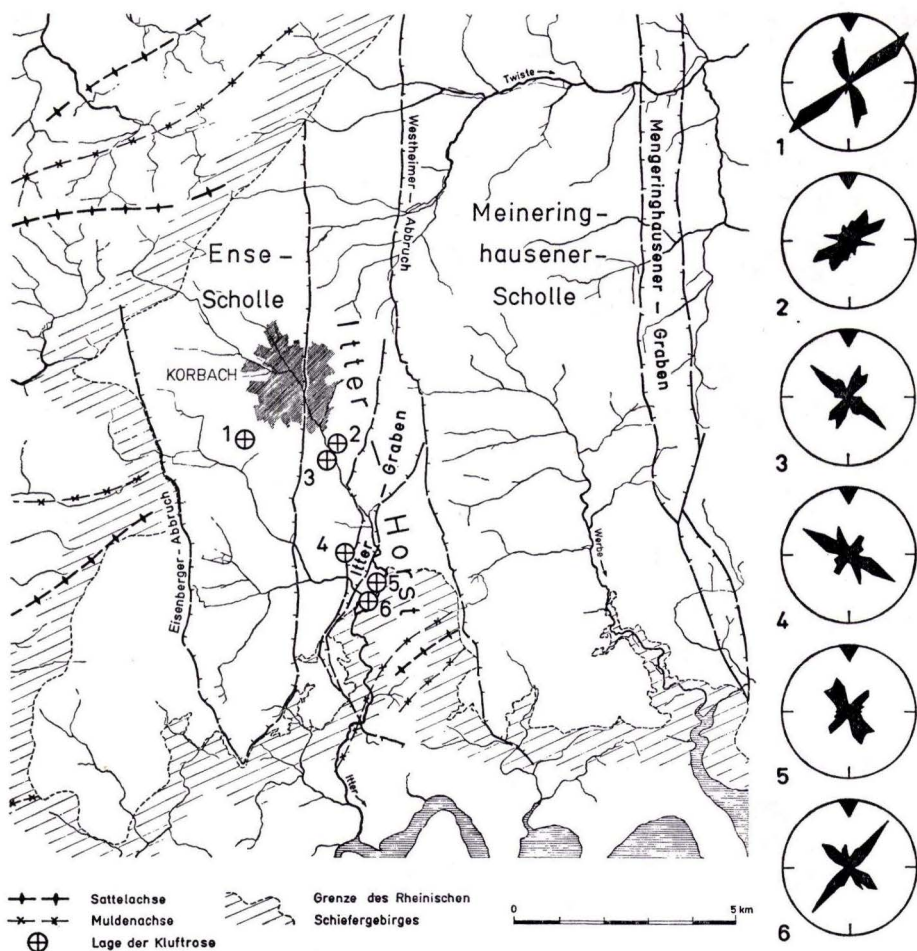 Twiste
Westheimer - Abbruch
Mengeringhausener - Graben
Ense -
Scholle
Meinering-
hausener-
Scholle
KORBACH
Itter - Graben
Horst
Itter
Eisenberger - Abbruch
Werbe
Itter
1
2
3
4
5
6
1
2
3
4
5
6
Sattelachse
Muldenachse
Lage der Kluftrose
Grenze des Rheinischen
Schiefergebirges
0 5 km